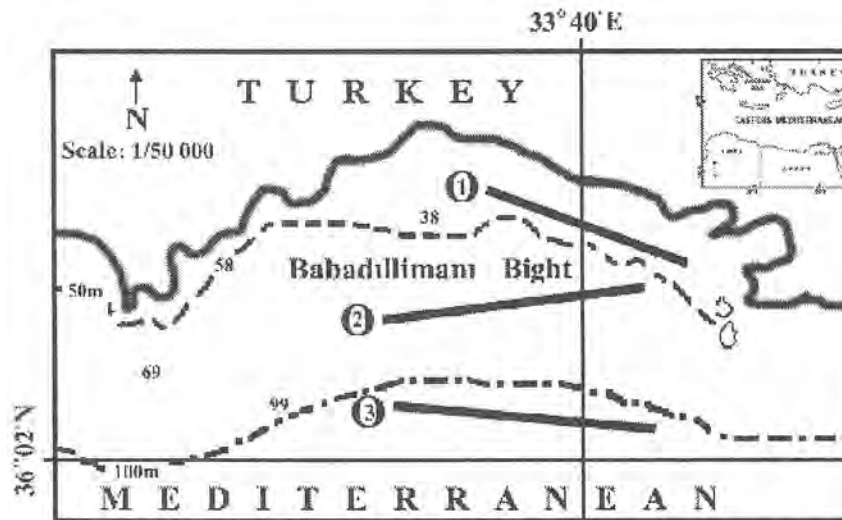 33°40'E
T U R K E Y
N
Scale: 1/50 000
EASTERN MEDITERRANEAN
1
38
58
Babadıllimanı Bight
50m
2
69
99
3
36°02'N
100m
M E D I T E R R A N E A N